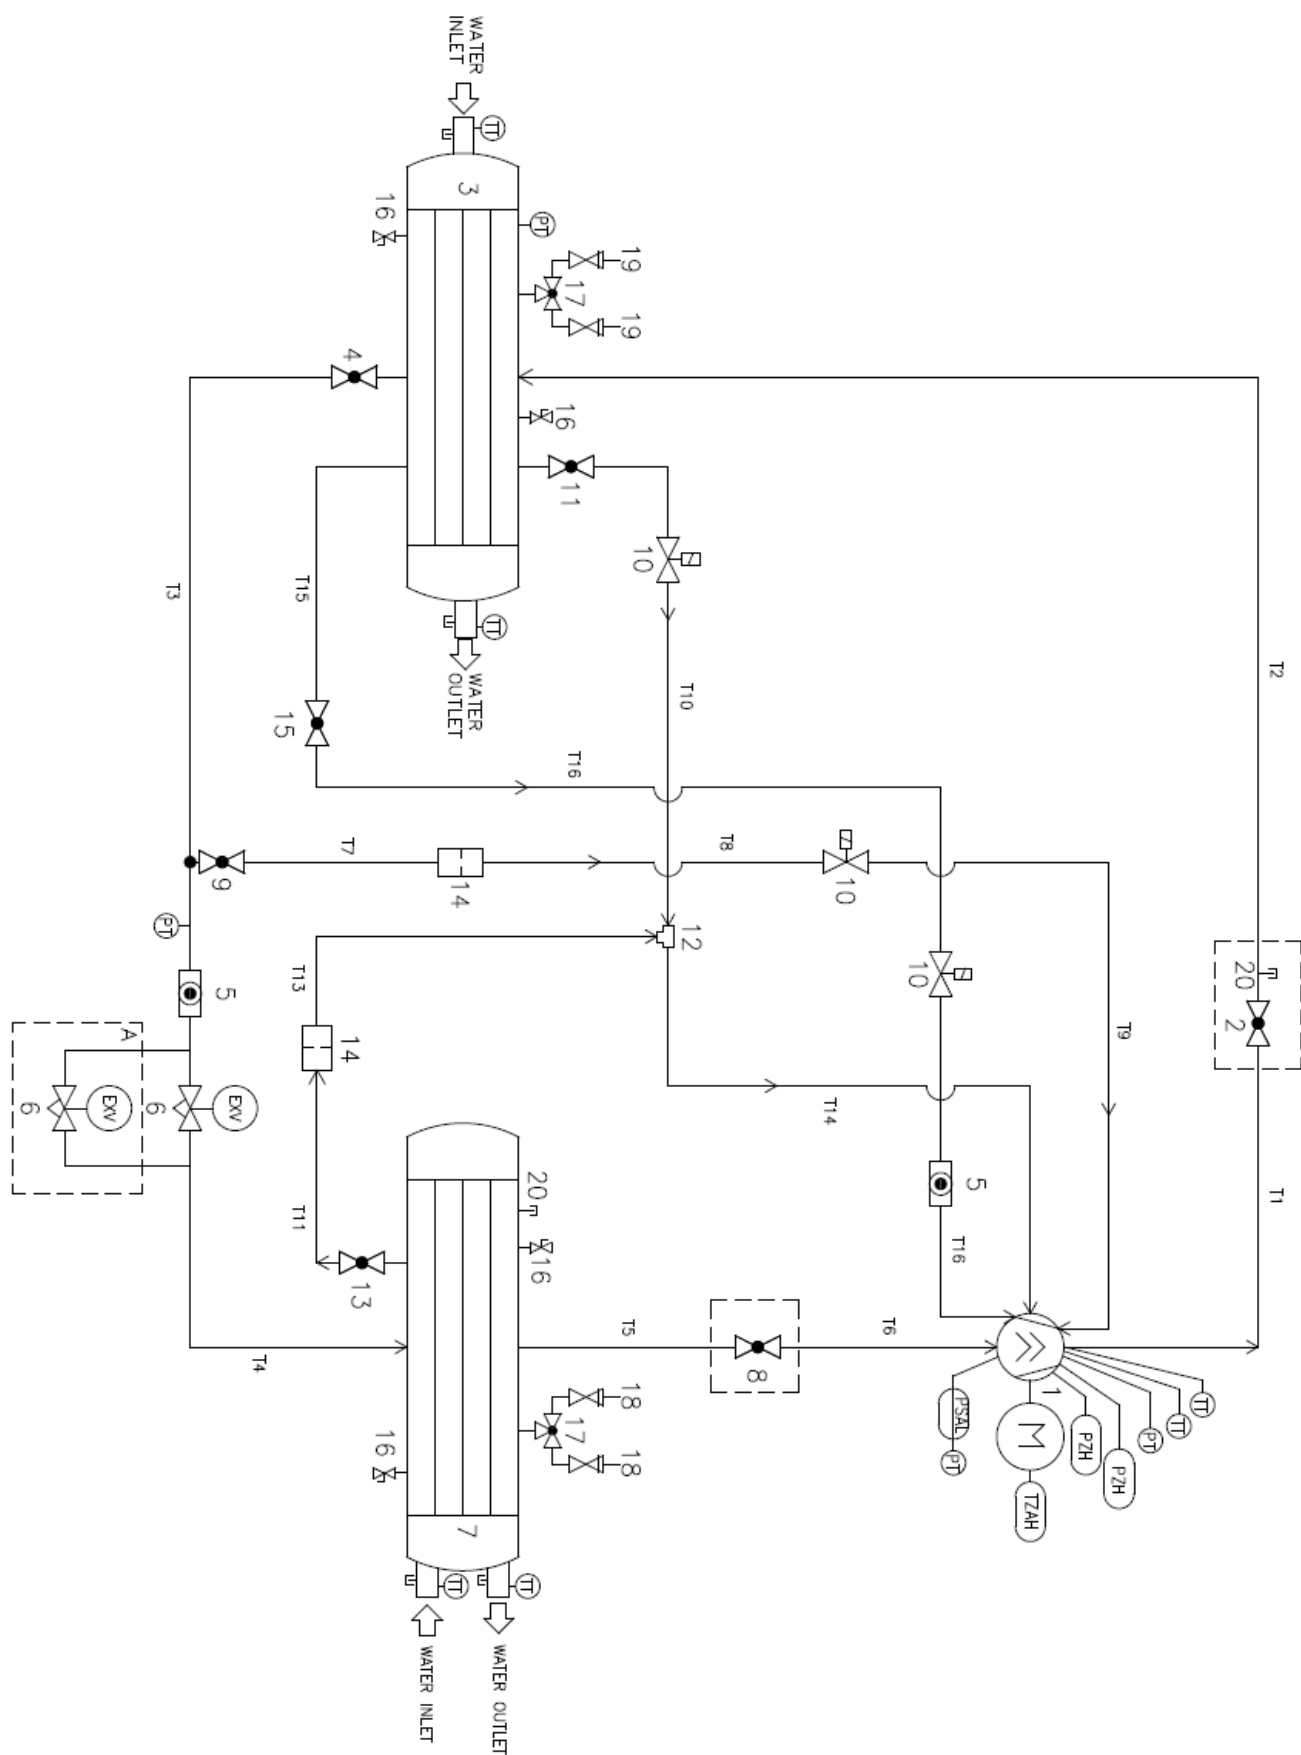 T2
T1
20
2
T9
TT
TT
PT
PZH
PZH
1
M
TZAH
5
T16
PSAL
PT
10
T6
10
T14
8
T8
T10
12
10
T5
19
19
18
18
17
17
T16
16
11
PT
20
16
TT
TT
TT
WATER
INLET
WATER
OUTLET
WATER OUTLET
3
14
7
TT
WATER INLET
16
16
4
9
T7
14
13
T15
15
T13
T11
T3
5
T4
PT
EXV
6
A
EXV
6